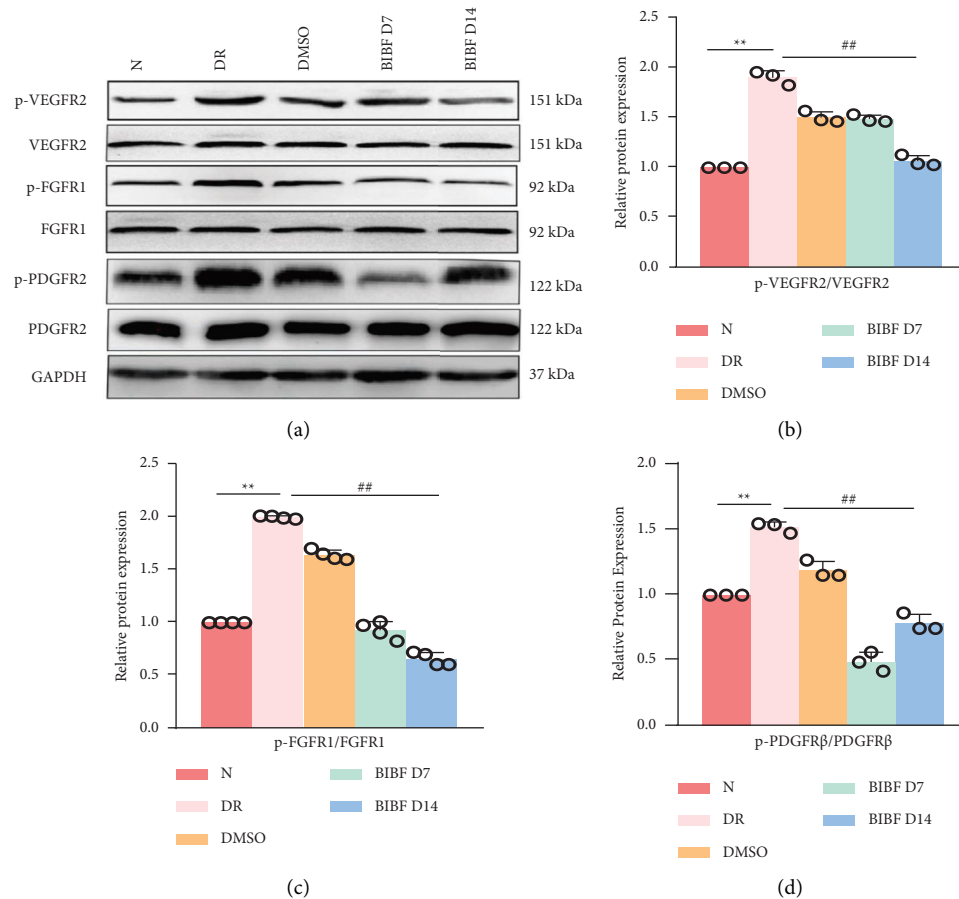 N DR DMSO BIBF D7 BIBF D14
p-VEGFR2 151 kDa
VEGFR2 151 kDa
p-FGFR1 92 kDa
FGFR1 92 kDa
p-PDGFR2 122 kDa
PDGFR2 122 kDa
GAPDH 37 kDa
(a)
Relative protein expression
2.5
2.0
1.5
1.0
0.5
0.0
** ##
p-VEGFR2/VEGFR2
N BIBF D7
DR BIBF D14
DMSO
(b)
Relative protein expression
2.5
2.0
1.5
1.0
0.5
0.0
** ##
p-FGFR1/FGFR1
N BIBF D7
DR BIBF D14
DMSO
(c)
Relative Protein Expression
2.0
1.5
1.0
0.5
0.0
** ##
p-PDGFRβ/PDGFRβ
N BIBF D7
DR BIBF D14
DMSO
(d)